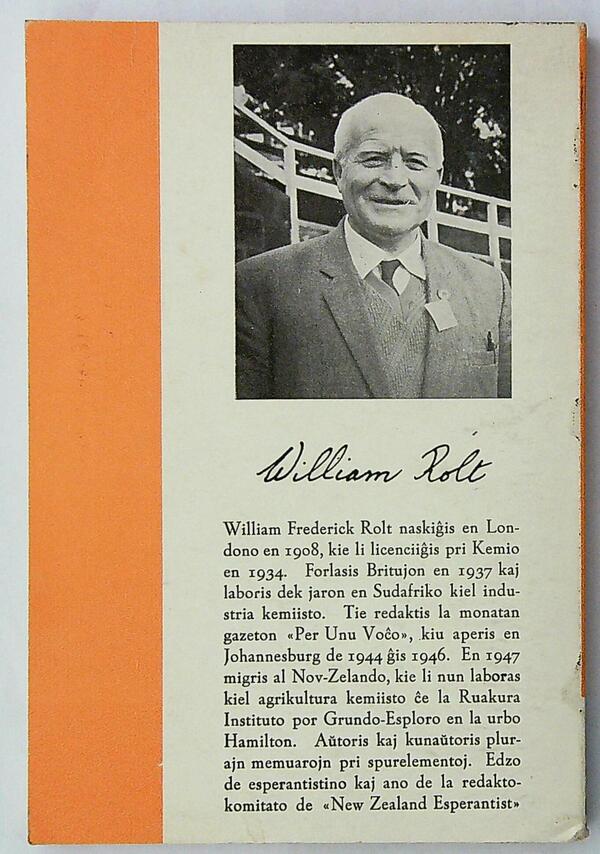 William Rolt
William Frederick Rolt naskiĝis en Lon-
dono en 1908, kie li licenciiĝis pri Kemio
en 1934. Forlasis Britujon en 1937 kaj
laboris dek jaron en Sudafriko kiel indu-
stria kemiisto. Tie redaktis la monatan
gazeton «Per Unu Voĉo», kiu aperis en
Johannesburg de 1944 ĝis 1946. En 1947
migris al Nov-Zelando, kie li nun laboras
kiel agrikultura kemiisto ĉe la Ruakura
Instituto por Grundo-Esploro en la urbo
Hamilton. Aŭtoris kaj kunaŭtoris plur-
ajn memuarojn pri spurelementoj. Edzo
de esperantistino kaj ano de la redakto-
komitato de «New Zealand Esperantist»